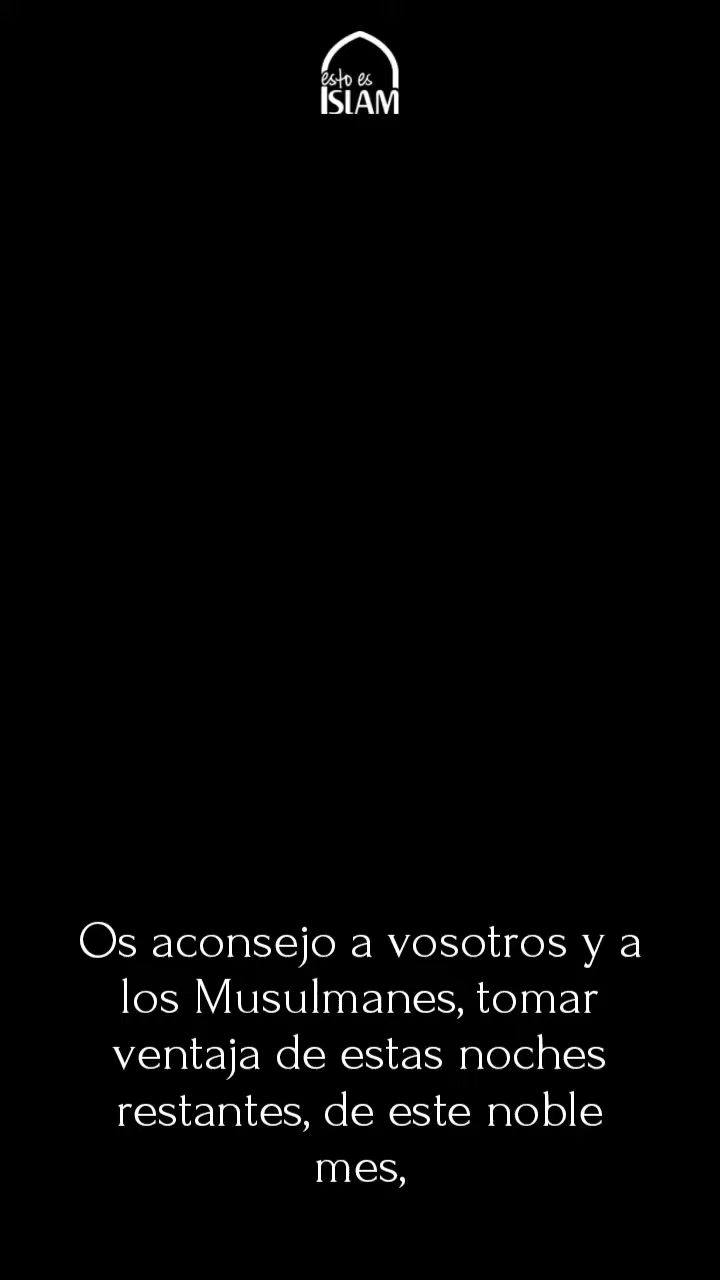 esto es
ISLAM
Os aconsejo a vosotros y a
los Musulmanes, tomar
ventaja de estas noches
restantes, de este noble
mes,